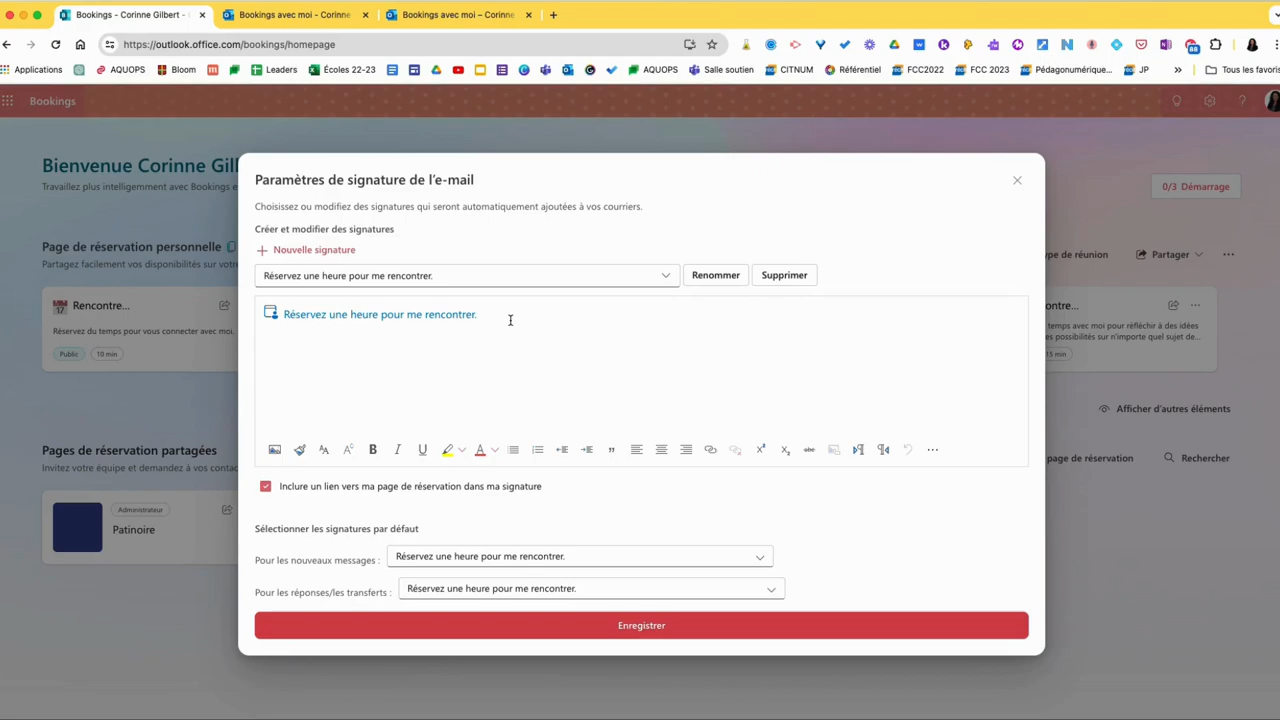 Bookings - Corinne Gilbert -
Bookings avec moi - Corinne
Bookings avec moi – Corinne
https://outlook.office.com/bookings/homepage
88
Applications
AQUOPS
Bloom
Leaders
Écoles 22-23
AQUOPS
Salle soutien
CITNUM
Référentiel
FCC2022
FCC 2023
Pédagonumérique...
JP
Tous les favoris
Bookings
Bienvenue Corinne Gil
Travaillez plus intelligemment avec Bookings e
0/3 Démarrage
Page de réservation personnelle
Partagez facilement vos disponibilités sur votr
ype de réunion
Partager
Rencontre...
Réservez du temps pour vous connecter avec moi.
Public
10 min
ontre...
temps avec moi pour réfléchir à des idées
s possibilités sur n'importe quel sujet de...
15 min
Afficher d'autres éléments
Pages de réservation partagées
Invitez votre équipe et demandez à vos contac
page de réservation
Rechercher
Administrateur
Patinoire
Paramètres de signature de l'e-mail
Choisissez ou modifiez des signatures qui seront automatiquement ajoutées à vos courriers.
Créer et modifier des signatures
Nouvelle signature
Réservez une heure pour me rencontrer.
Renommer
Supprimer
Réservez une heure pour me rencontrer.
Inclure un lien vers ma page de réservation dans ma signature
Sélectionner les signatures par défaut
Pour les nouveaux messages :
Réservez une heure pour me rencontrer.
Pour les réponses/les transferts :
Réservez une heure pour me rencontrer.
Enregistrer